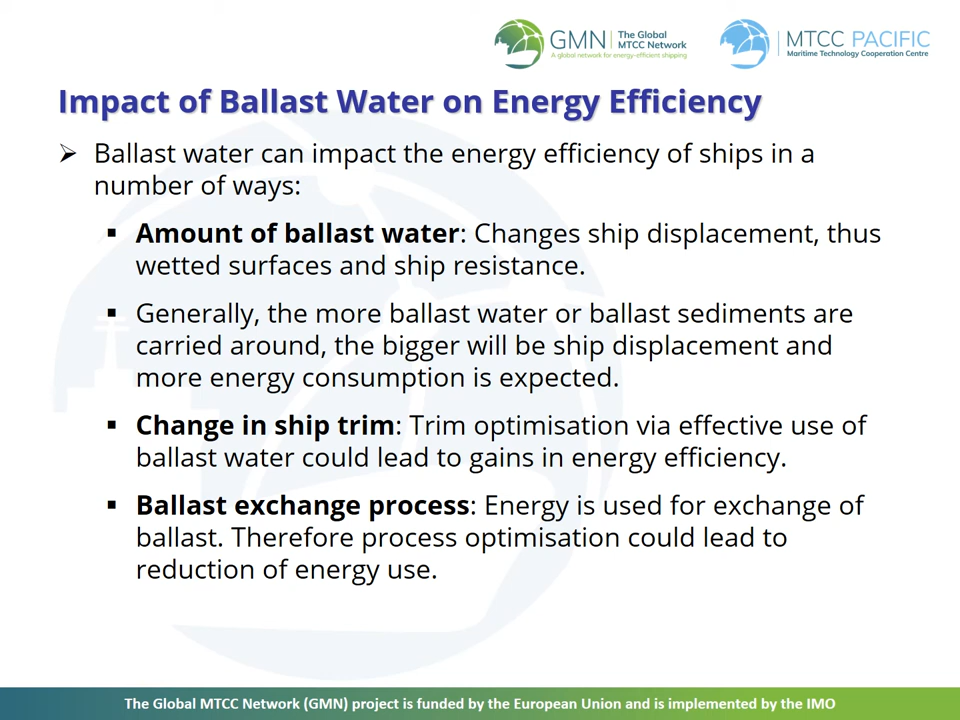 GMN | The Global MTCC Network
A global network for energy-efficient shipping
MTCC PACIFIC
Maritime Technology Cooperation Centre
Impact of Ballast Water on Energy Efficiency
➢ Ballast water can impact the energy efficiency of ships in a
number of ways:
▪ Amount of ballast water: Changes ship displacement, thus
wetted surfaces and ship resistance.
▪ Generally, the more ballast water or ballast sediments are
carried around, the bigger will be ship displacement and
more energy consumption is expected.
▪ Change in ship trim: Trim optimisation via effective use of
ballast water could lead to gains in energy efficiency.
▪ Ballast exchange process: Energy is used for exchange of
ballast. Therefore process optimisation could lead to
reduction of energy use.
The Global MTCC Network (GMN) project is funded by the European Union and is implemented by the IMO